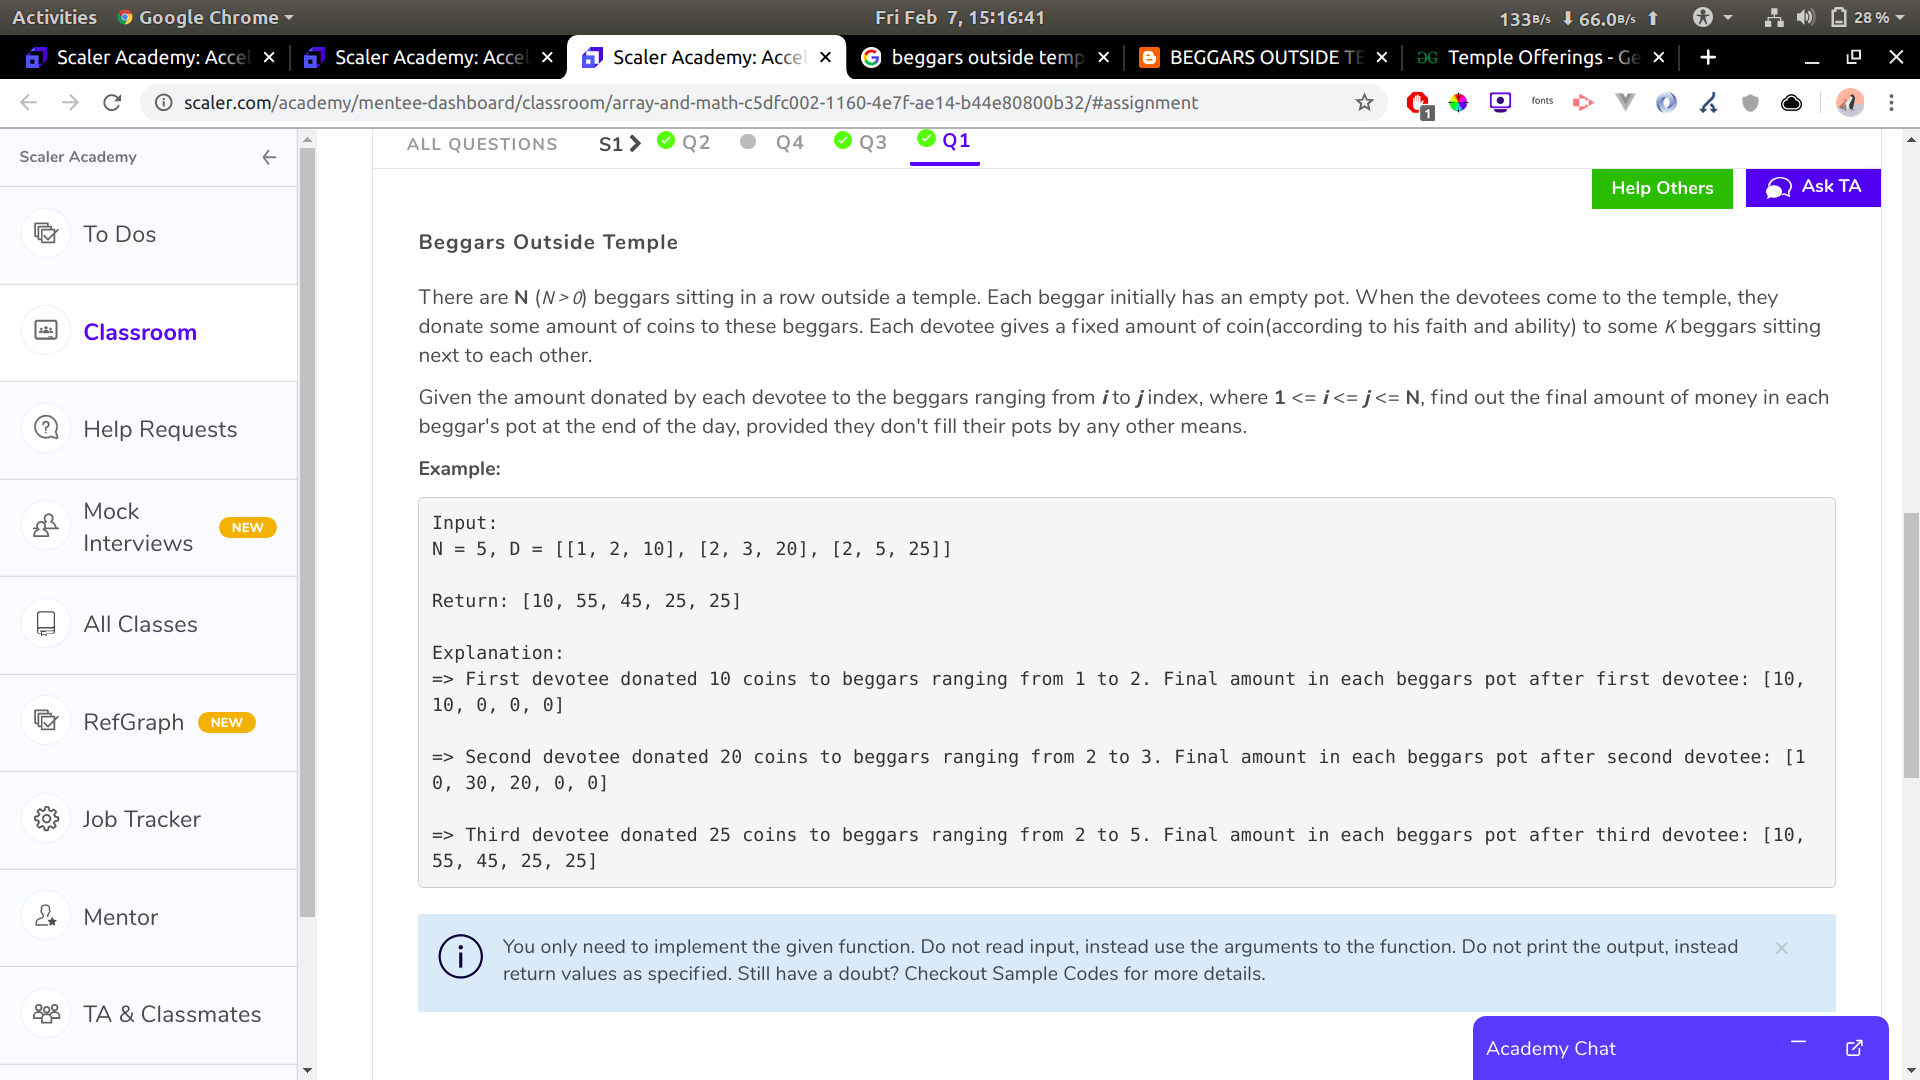 Activities
Google Chrome
Fri Feb 7, 15:16:41
133B/s 66.0B/s 28 %
Scaler Academy: Accel
Scaler Academy: Accel
Scaler Academy: Accel
beggars outside temp
BEGGARS OUTSIDE TE
Temple Offerings - Ge
scaler.com/academy/mentee-dashboard/classroom/array-and-math-c5dfc002-1160-4e7f-ae14-b44e80800b32/#assignment
1
fonts
Scaler Academy
To Dos
Classroom
Help Requests
Mock
Interviews
NEW
All Classes
RefGraph NEW
Job Tracker
Mentor
TA & Classmates
ALL QUESTIONS S1 Q2 Q4 Q3 Q1
Help Others
Ask TA
Beggars Outside Temple
There are N (N > 0) beggars sitting in a row outside a temple. Each beggar initially has an empty pot. When the devotees come to the temple, they
donate some amount of coins to these beggars. Each devotee gives a fixed amount of coin(according to his faith and ability) to some K beggars sitting
next to each other.
Given the amount donated by each devotee to the beggars ranging from i to j index, where 1 <= i <= j <= N, find out the final amount of money in each
beggar's pot at the end of the day, provided they don't fill their pots by any other means.
Example:
Input:
N = 5, D = [[1, 2, 10], [2, 3, 20], [2, 5, 25]]
Return: [10, 55, 45, 25, 25]
Explanation:
=> First devotee donated 10 coins to beggars ranging from 1 to 2. Final amount in each beggars pot after first devotee: [10,
10, 0, 0, 0]
=> Second devotee donated 20 coins to beggars ranging from 2 to 3. Final amount in each beggars pot after second devotee: [1
0, 30, 20, 0, 0]
=> Third devotee donated 25 coins to beggars ranging from 2 to 5. Final amount in each beggars pot after third devotee: [10,
55, 45, 25, 25]
You only need to implement the given function. Do not read input, instead use the arguments to the function. Do not print the output, instead
return values as specified. Still have a doubt? Checkout Sample Codes for more details.
Academy Chat